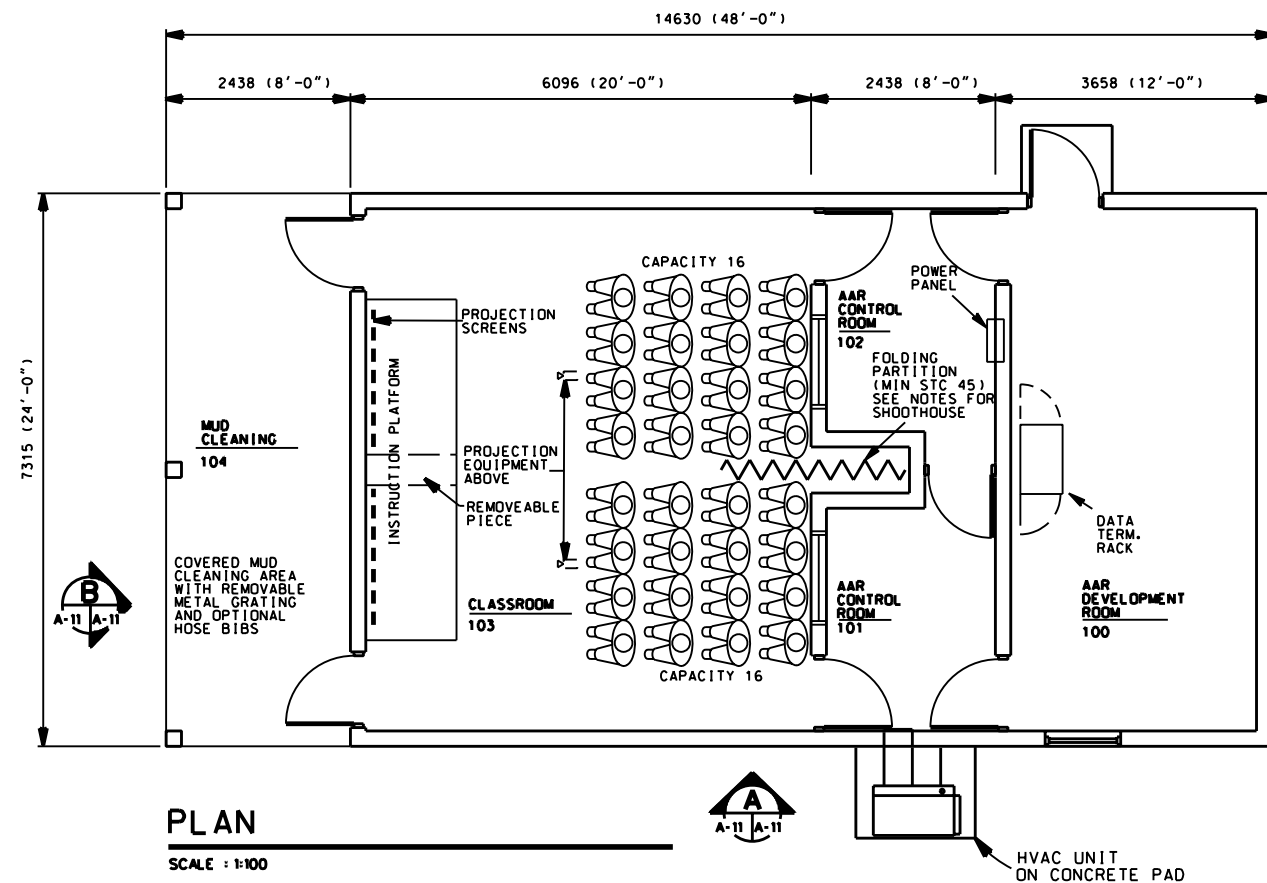 14630 (48'-0")
2438 (8'-0")
6096 (20'-0")
2438 (8'-0")
3658 (12'-0")
7315 (24'-0")
CAPACITY 16
POWER
PANEL
AAR
CONTROL
ROOM
102
PROJECTION
SCREENS
FOLDING
PARTITION
(MIN STC 45)
SEE NOTES FOR
SHOOTHOUSE
INSTRUCTION PLATFORM
MUD
CLEANING
104
PROJECTION
EQUIPMENT
ABOVE
REMOVEABLE
PIECE
DATA
TERM.
RACK
COVERED MUD
CLEANING AREA
WITH REMOVABLE
METAL GRATING
AND OPTIONAL
HOSE BIBS
B
A-11 A-11
CLASSROOM
103
AAR
CONTROL
ROOM
101
AAR
DEVELOPMENT
ROOM
100
CAPACITY 16
A
A-11 A-11
PLAN
SCALE : 1:100
HVAC UNIT
ON CONCRETE PAD